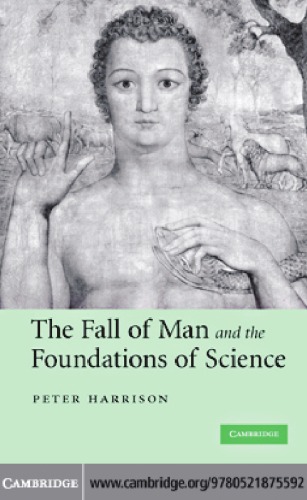 The Fall of Man and the
Foundations of Science
PETER HARRISON
CAMBRIDGE
CAMBRIDGE www.cambridge.org/9780521875592